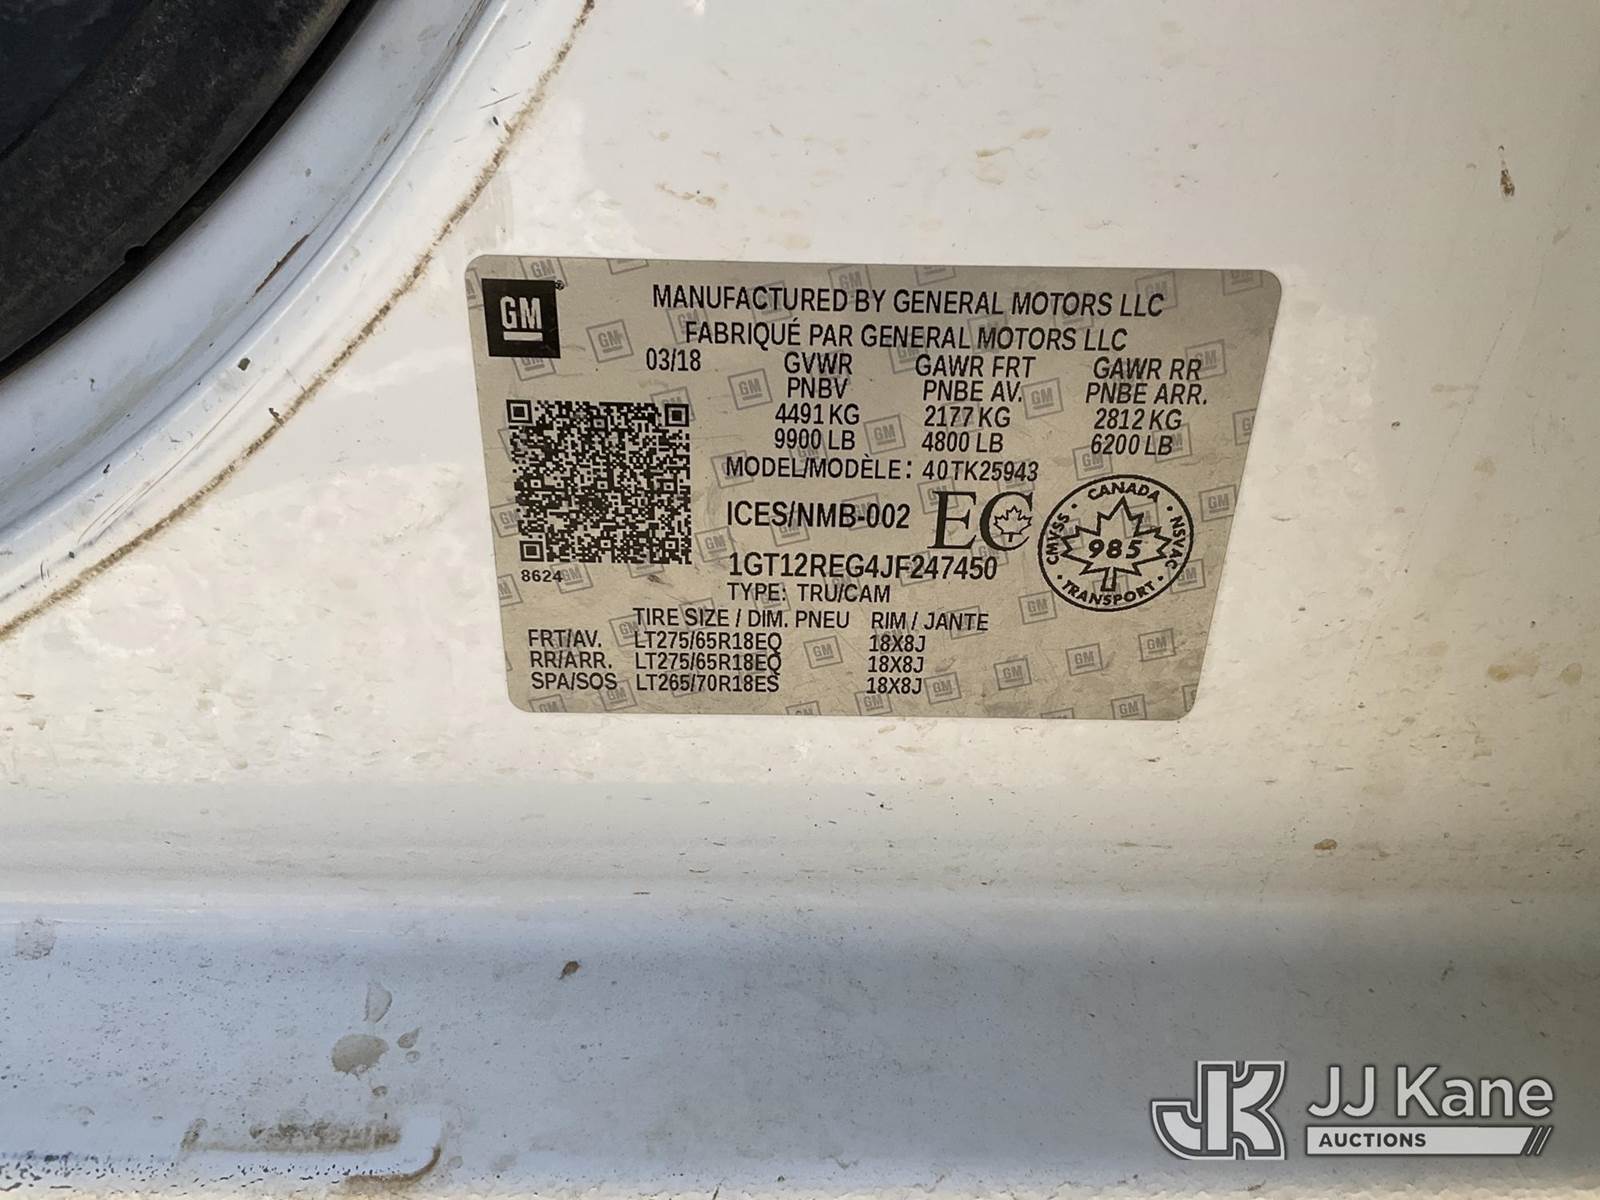 GM
MANUFACTURED BY GENERAL MOTORS LLC
FABRIQUÉ PAR GENERAL MOTORS LLC
03/18 GVWR GAWR FRT GAWR RR
PNBV PNBE AV. PNBE ARR.
4491 KG 2177 KG 2812 KG
9900 LB 4800 LB 6200 LB
MODEL/MODÈLE: 40TK25943
ICES/NMB-002 EC
CANADA
CMVSS 985 NSVAC
TRANSPORT
1GT12REG4JF247450
8624
TYPE: TRU/CAM
TIRE SIZE / DIM. PNEU RIM / JANTE
FRT/AV. LT275/65R18EQ 18X8J
RR/ARR. LT275/65R18EQ 18X8J
SPA/SOS LT265/70R18ES 18X8J
JK JJ Kane
AUCTIONS